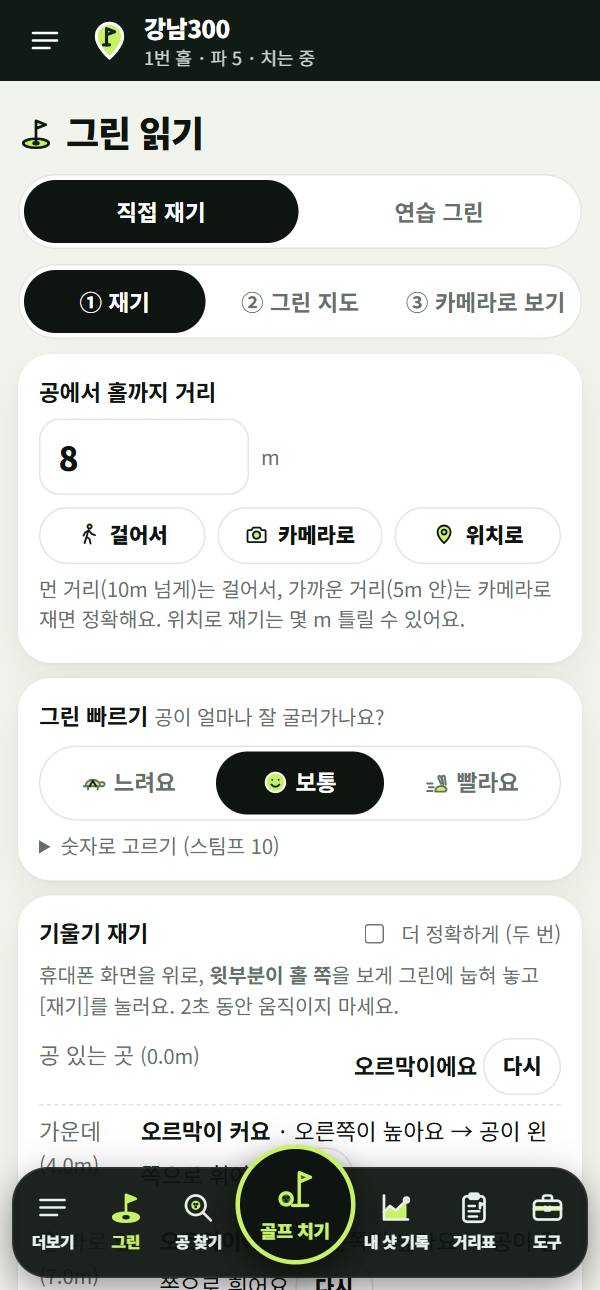 강남300
1번 홀 · 파 5 · 치는 중
그린 읽기
직접 재기
연습 그린
① 재기
② 그린 지도
③ 카메라로 보기
공에서 홀까지 거리
8
m
걸어서
카메라로
위치로
먼 거리(10m 넘게)는 걸어서, 가까운 거리(5m 안)는 카메라로
재면 정확해요. 위치로 재기는 몇 m 틀릴 수 있어요.
그린 빠르기 공이 얼마나 잘 굴러가나요?
느려요
보통
빨라요
▶ 숫자로 고르기 (스팀프 10)
기울기 재기
더 정확하게 (두 번)
휴대폰 화면을 위로, 윗부분이 홀 쪽을 보게 그린에 눕혀 놓고
[재기]를 눌러요. 2초 동안 움직이지 마세요.
공 있는 곳 (0.0m)
오르막이에요
다시
가운데
(4.0m)
오르막이 커요 · 오른쪽이 높아요 → 공이 왼
쪽으로 휘어
더보기
그린
공 찾기
골프 치기
내 샷 기록
거리표
도구
(7.0m)
쪽으로 휘어요
다시